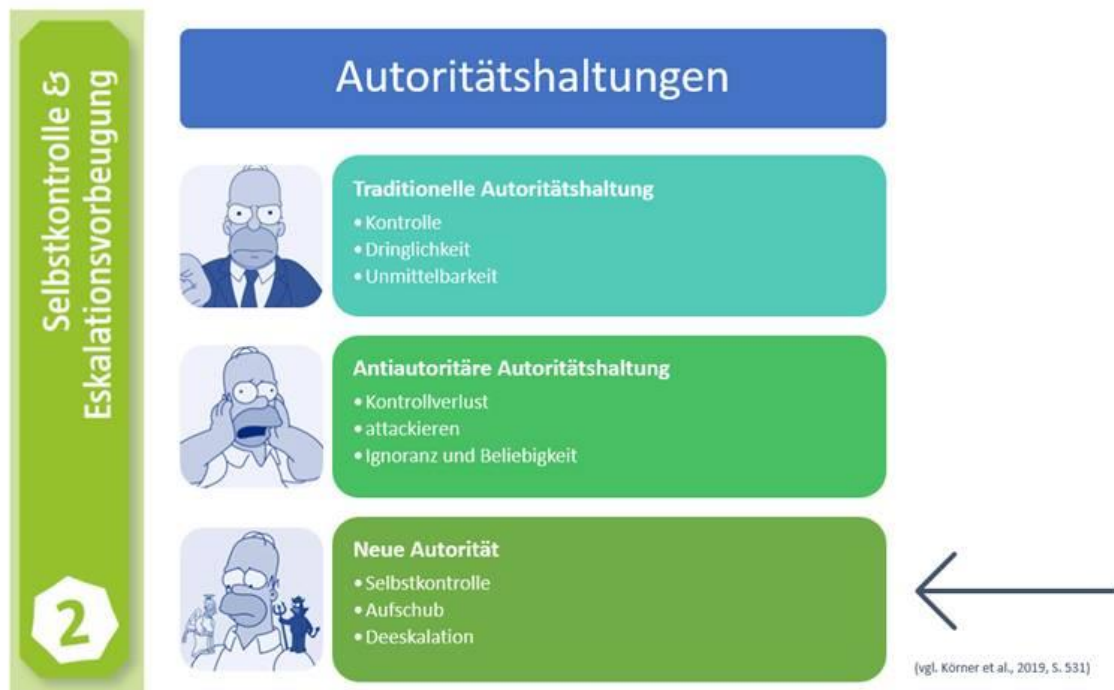 Selbstkontrolle &
Eskalationsvorbeugung
2
Autoritätshaltungen
Traditionelle Autoritätshaltung
• Kontrolle
• Dringlichkeit
• Unmittelbarkeit
Antiautoritäre Autoritätshaltung
• Kontrollverlust
• attackieren
• Ignoranz und Beliebigkeit
Neue Autorität
• Selbstkontrolle
• Aufschub
• Deeskalation
(vgl. Körner et al., 2019, S. 531)